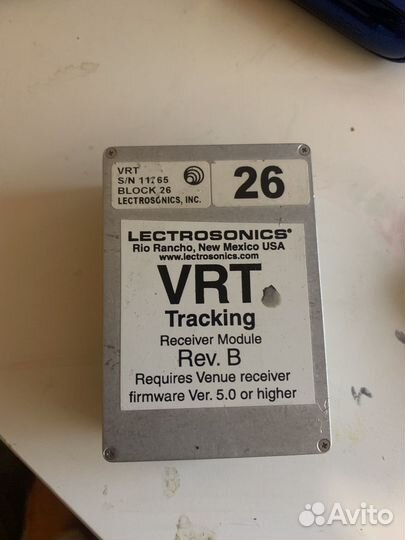 VRT
S/N 11765
BLOCK 26
LECTROSONICS, INC.
26
LECTROSONICS®
Rio Rancho, New Mexico USA
www.lectrosonics.com
VRT
Tracking
Receiver Module
Rev. B
Requires Venue receiver
firmware Ver. 5.0 or higher
Avito